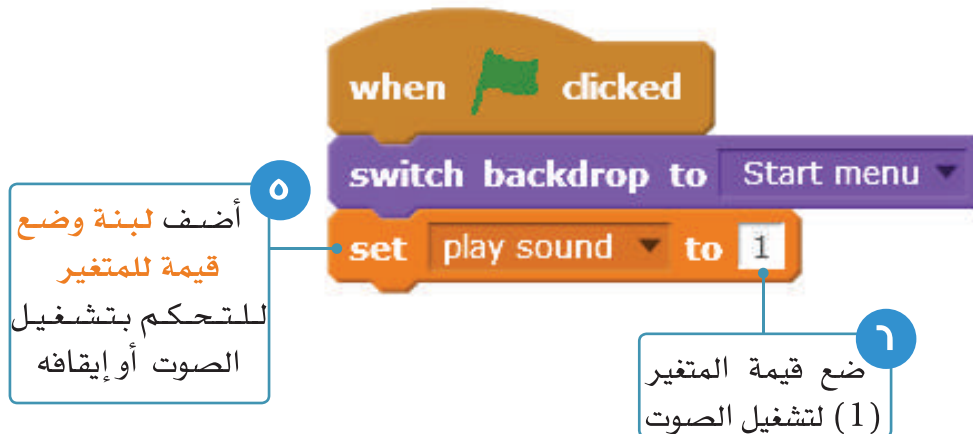 when clicked
switch backdrop to Start menu
set play sound to 1
٥
أضف لبنة وضع
قيمة للمتغير
للتحكم بتشغيل
الصوت أو إيقافه
٦
ضع قيمة المتغير
(1) لتشغيل الصوت